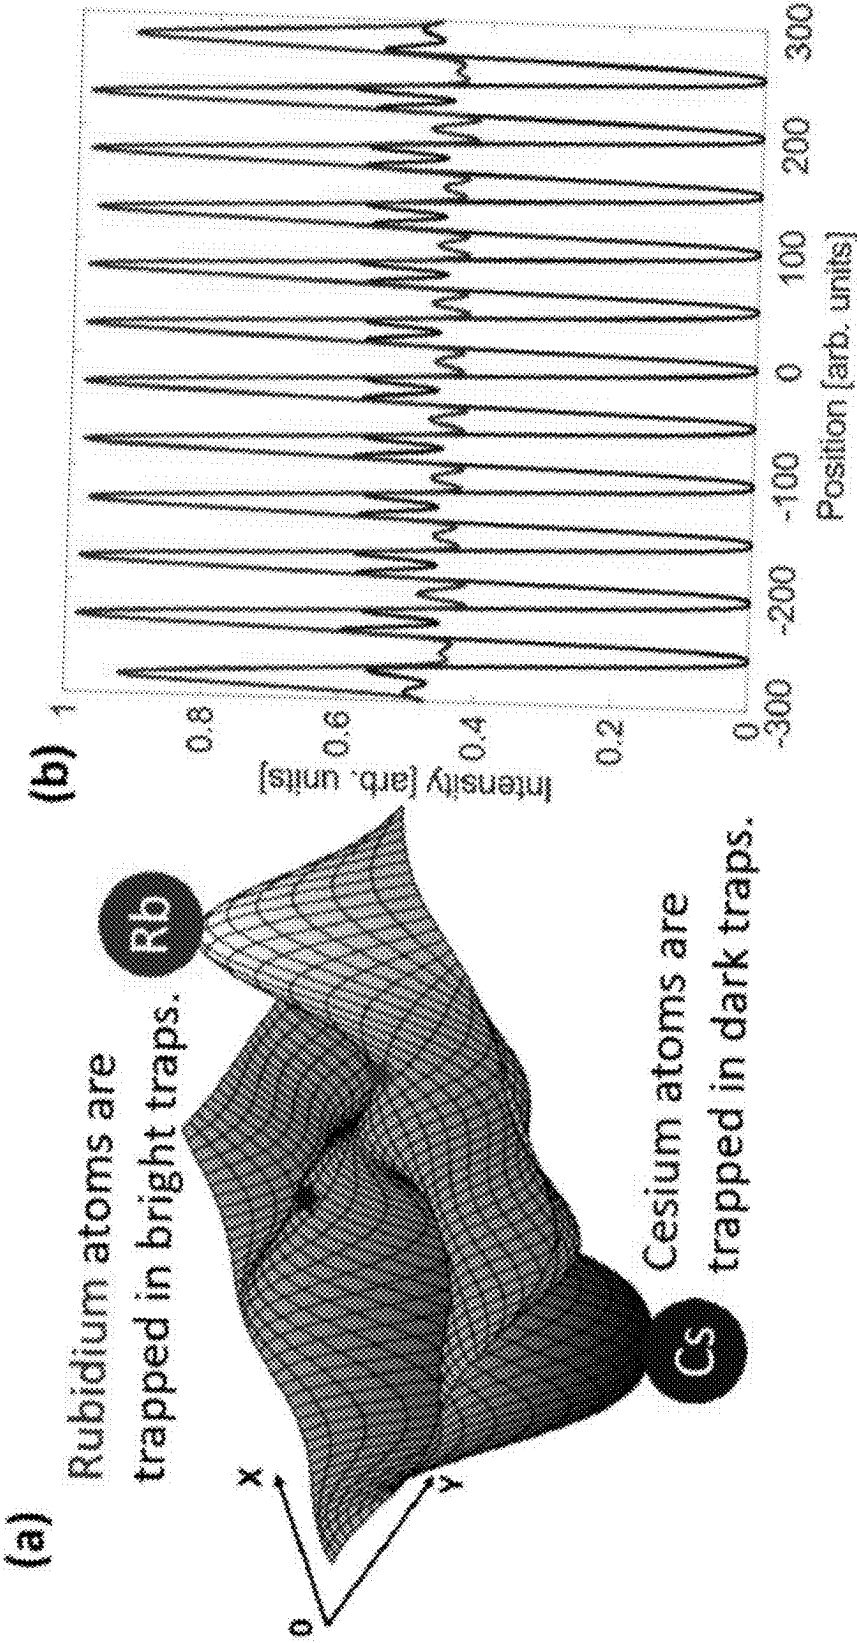 (a)
Rubidium atoms are
trapped in bright traps.
Rb
0
X
Y
Cs
Cesium atoms are
trapped in dark traps.
(b)
Intensity [arb. units]
1
0.8
0.6
0.4
0.2
0
-300
-200
-100
0
100
200
300
Position [arb. units]